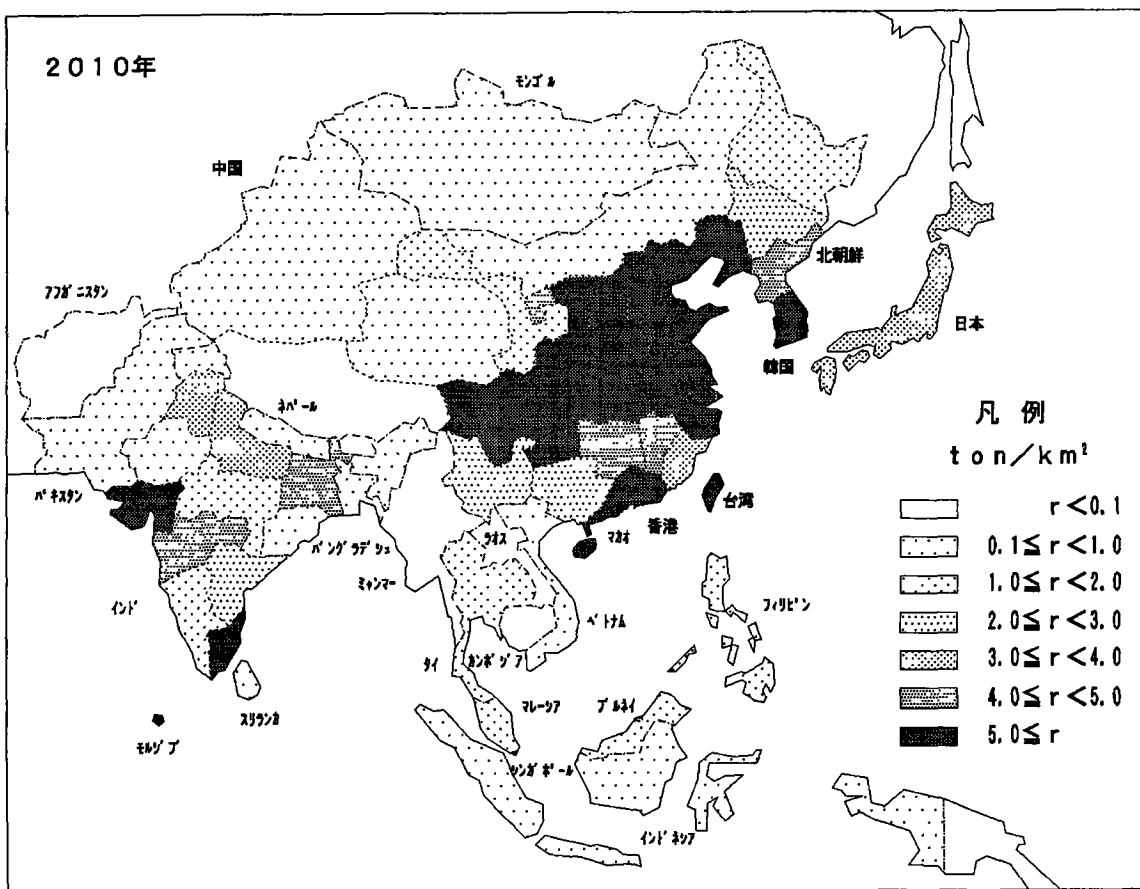 2010年
モンゴル
中国
北朝鮮
アフガニスタン
日本
韓国
ネパール
凡 例
ton/km²
パキスタン
台湾
香港
マカオ
ラオス
バングラデシュ
ミャンマー
フィリピン
インド
ベトナム
タイ
カンボジア
スリランカ
マレーシア
ブルネイ
モルジブ
シンガポール
インドネシア
r<0.1
0.1≦r<1.0
1.0≦r<2.0
2.0≦r<3.0
3.0≦r<4.0
4.0≦r<5.0
5.0≦r